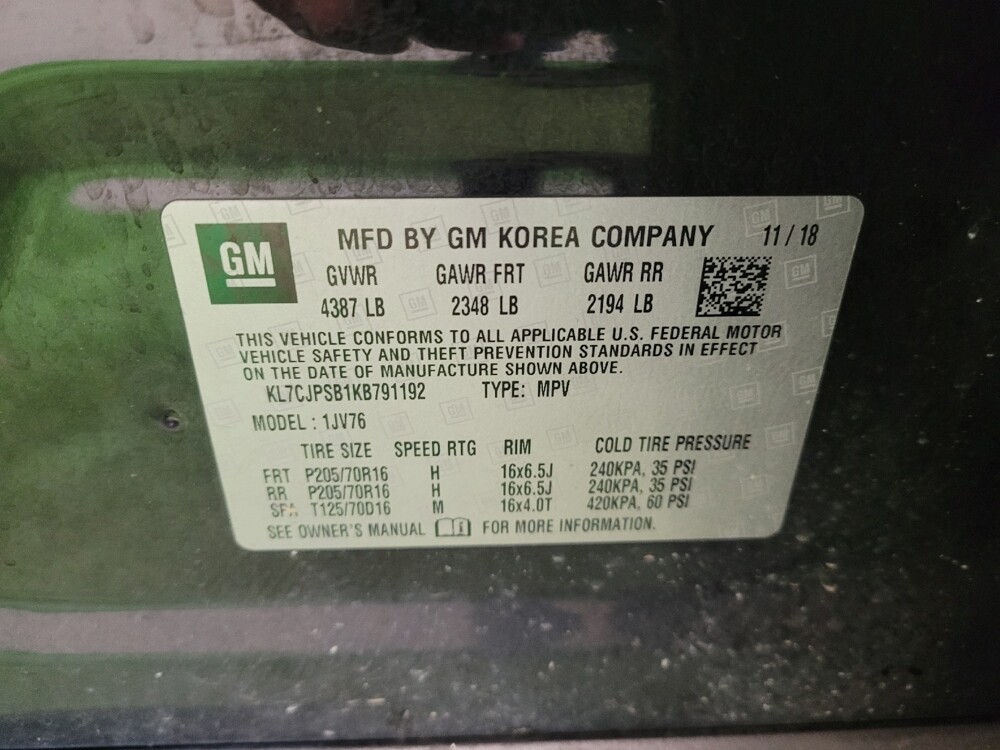 GM
MFD BY GM KOREA COMPANY 11 / 18
GVWR GAWR FRT GAWR RR
4387 LB 2348 LB 2194 LB
THIS VEHICLE CONFORMS TO ALL APPLICABLE U.S. FEDERAL MOTOR
VEHICLE SAFETY AND THEFT PREVENTION STANDARDS IN EFFECT
ON THE DATE OF MANUFACTURE SHOWN ABOVE.
KL7CJPSB1KB791192 TYPE: MPV
MODEL : 1JV76
TIRE SIZE SPEED RTG RIM COLD TIRE PRESSURE
FRT P205/70R16 H 16x6.5J 240KPA, 35 PSI
RR P205/70R16 H 16x6.5J 240KPA, 35 PSI
SPA T125/70D16 M 16x4.0T 420KPA, 60 PSI
SEE OWNER'S MANUAL FOR MORE INFORMATION.